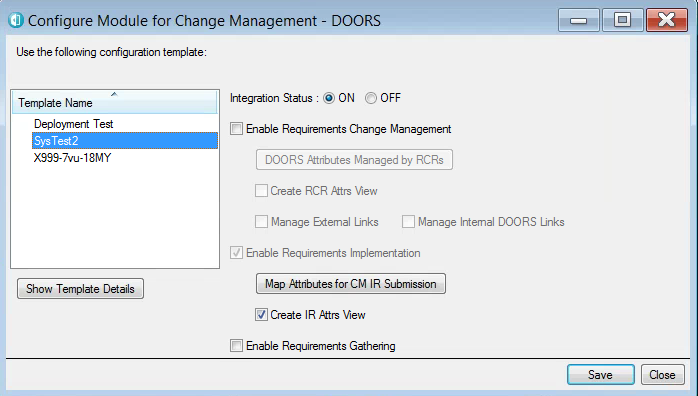 Configure Module for Change Management - DOORS
Use the following configuration template:
Template Name
Deployment Test
SysTest2
X999-7vu-18MY
Show Template Details
Integration Status : ON OFF
Enable Requirements Change Management
DOORS Attributes Managed by RCRs
Create RCR Attrs View
Manage External Links Manage Internal DOORS Links
Enable Requirements Implementation
Map Attributes for CM IR Submission
Create IR Attrs View
Enable Requirements Gathering
Save Close